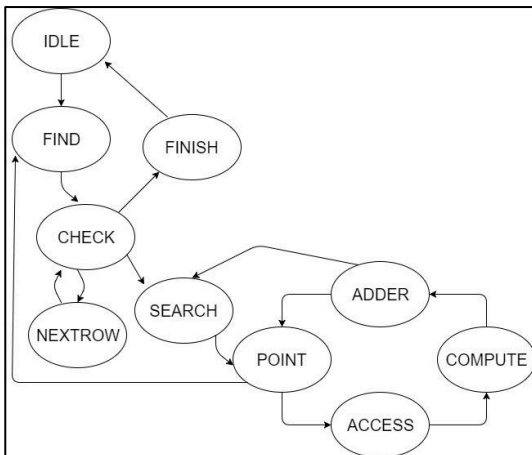 IDLE
FIND
FINISH
CHECK
SEARCH
ADDER
NEXTROW
POINT
COMPUTE
ACCESS